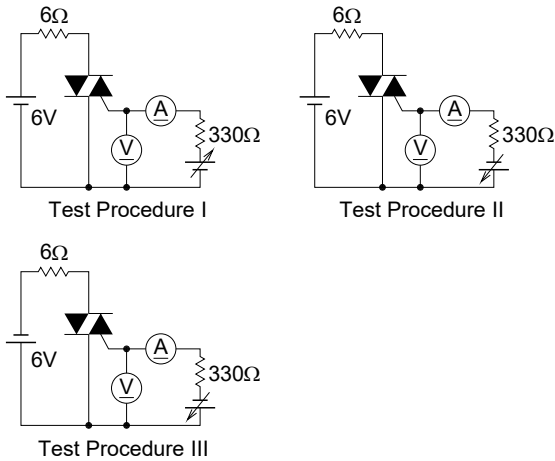 6Ω
6V
A
V
330Ω
Test Procedure I
6Ω
6V
A
V
330Ω
Test Procedure II
6Ω
6V
A
V
330Ω
Test Procedure III